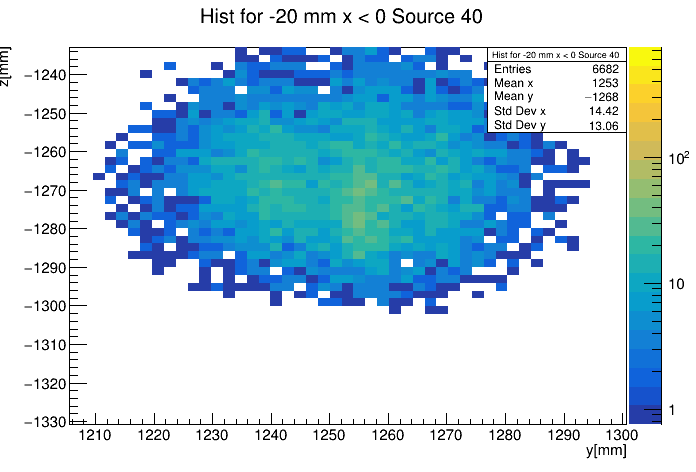 Hist for -20 mm x < 0 Source 40
z[mm]
Hist for -20 mm x < 0 Source 40
Entries 6682
Mean x 1253
Mean y −1268
Std Dev x 14.42
Std Dev y 13.06
−1240
−1250
−1260
−1270
−1280
−1290
−1300
−1310
−1320
−1330
1210 1220 1230 1240 1250 1260 1270 1280 1290 1300
y[mm]
10²
10
1